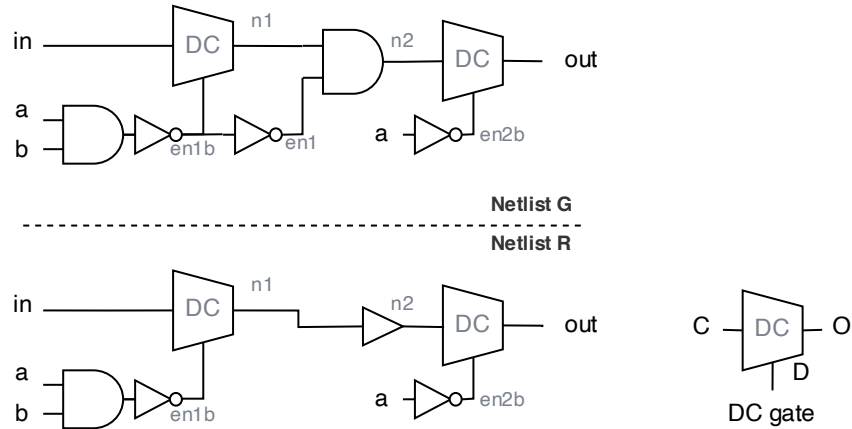 n1
in
DC
n2
DC
out
a
b
en1b
en1
a
en2b
Netlist G
Netlist R
n1
in
DC
n2
DC
out
C
DC
O
D
a
b
en1b
a
en2b
DC gate